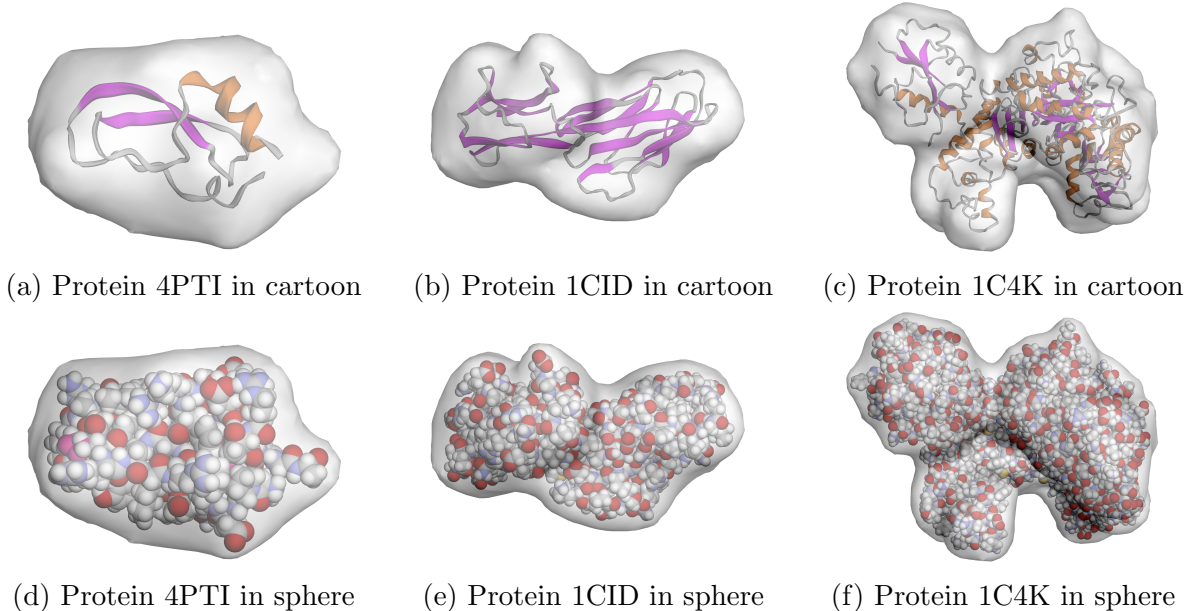 (a) Protein 4PTI in cartoon
(b) Protein 1CID in cartoon
(c) Protein 1C4K in cartoon
(d) Protein 4PTI in sphere
(e) Protein 1CID in sphere
(f) Protein 1C4K in sphere